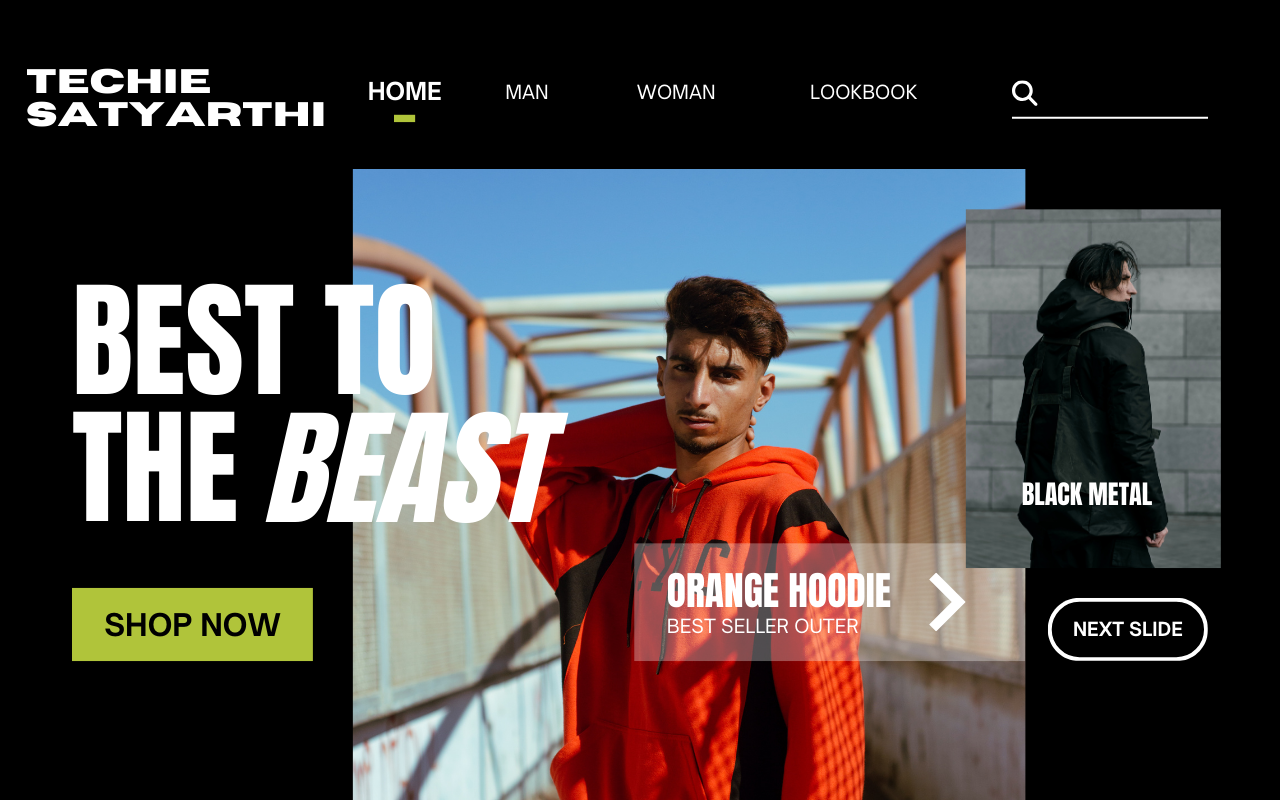 TECHIE
SATYARTHI
HOME
MAN
WOMAN
LOOKBOOK
BEST TO
THE BEAST
SHOP NOW
ORANGE HOODIE
BEST SELLER OUTER
BLACK METAL
NEXT SLIDE